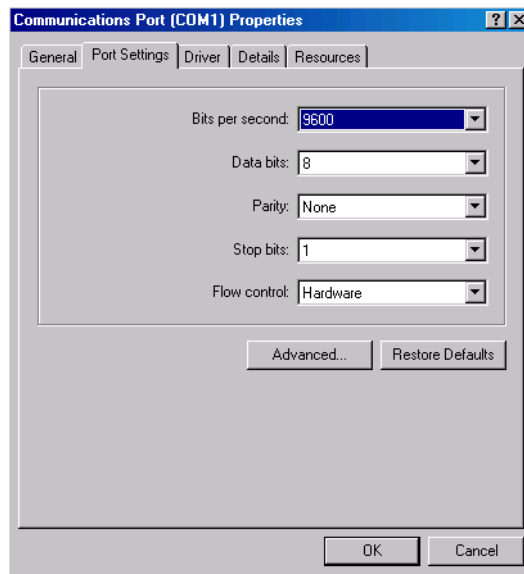 Communications Port (COM1) Properties
General Port Settings Driver Details Resources
Bits per second: 9600
Data bits: 8
Parity: None
Stop bits: 1
Flow control: Hardware
Advanced... Restore Defaults
OK Cancel